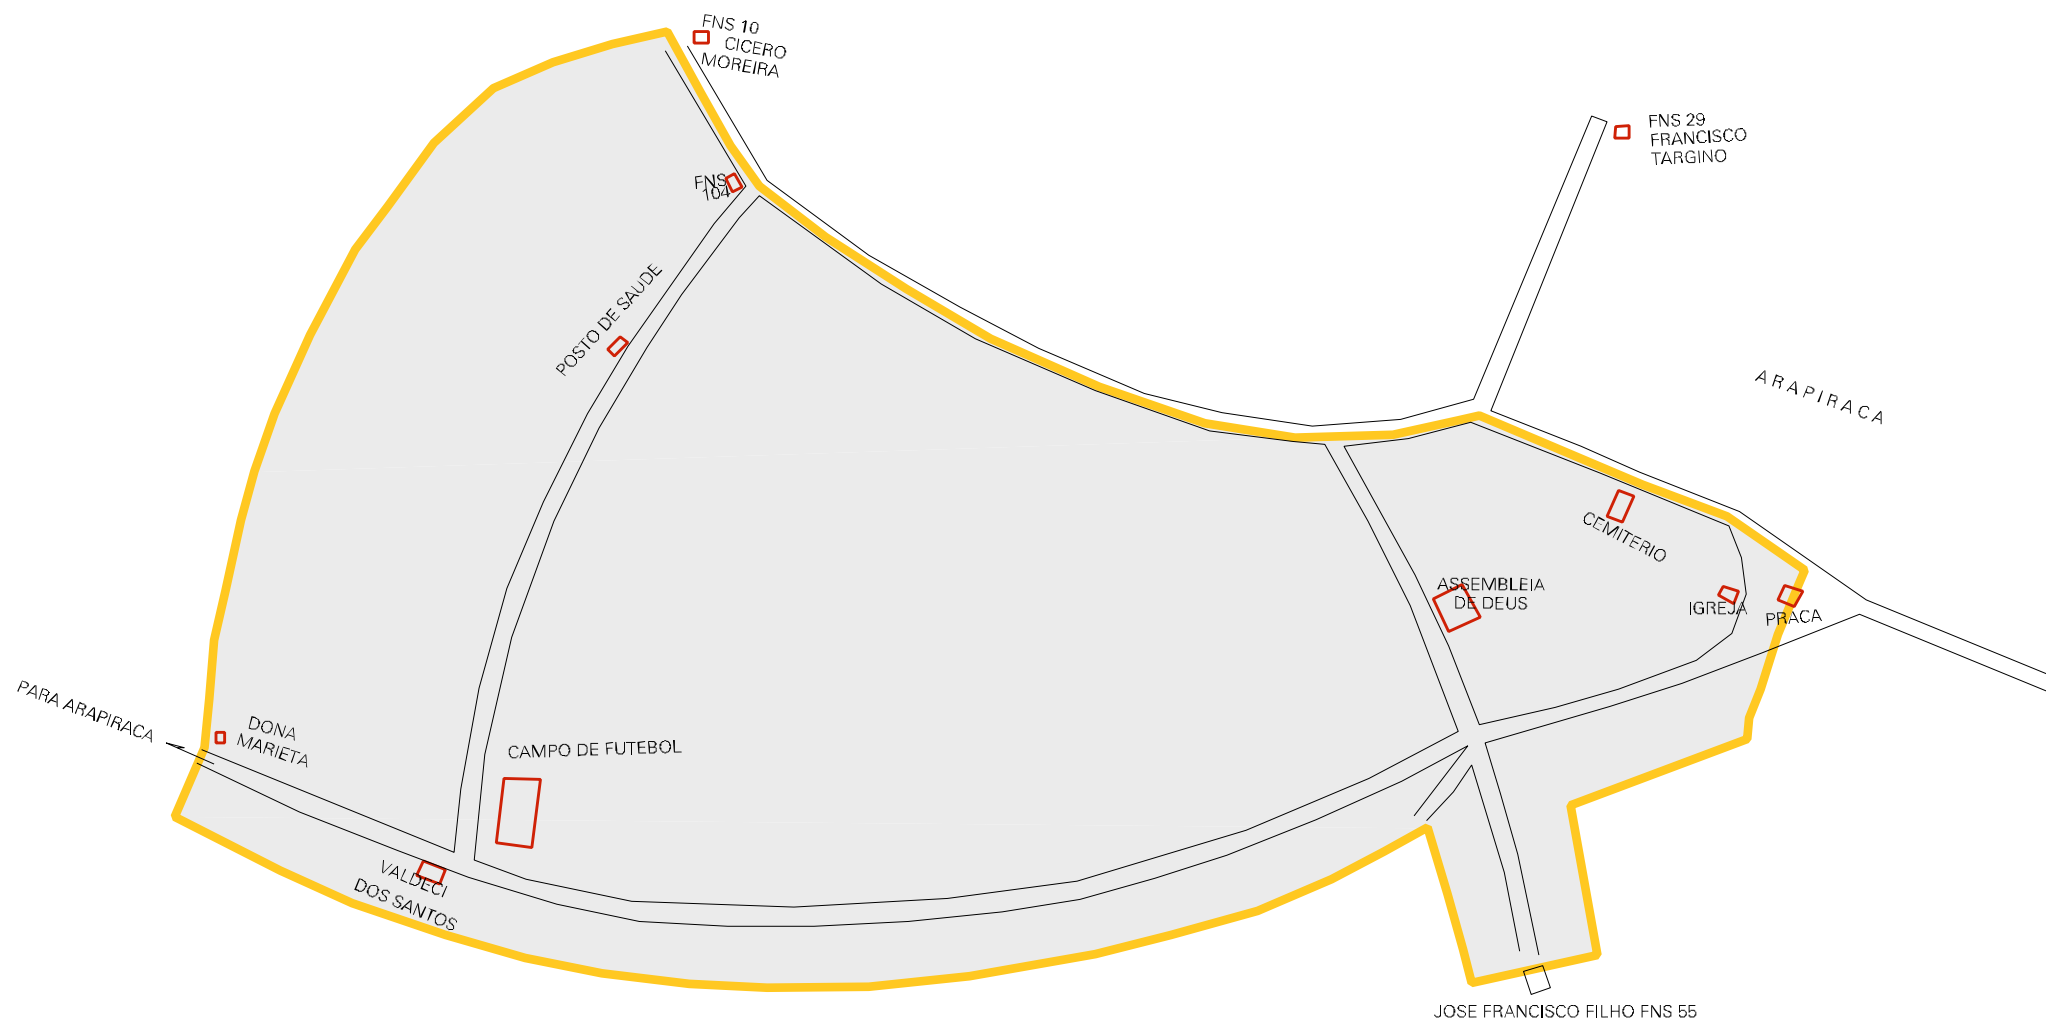 FNS 10
CICERO
MOREIRA
FNS 29
FRANCISCO
TARGINO
FNS
104
POSTO DE SAUDE
ARAPIRACA
CEMITERIO
ASSEMBLEIA
DE DEUS
IGREJA
PRACA
PARA ARAPIRACA
DONA
MARIETA
CAMPO DE FUTEBOL
VALDECI
DOS SANTOS
JOSE FRANCISCO FILHO FNS 55